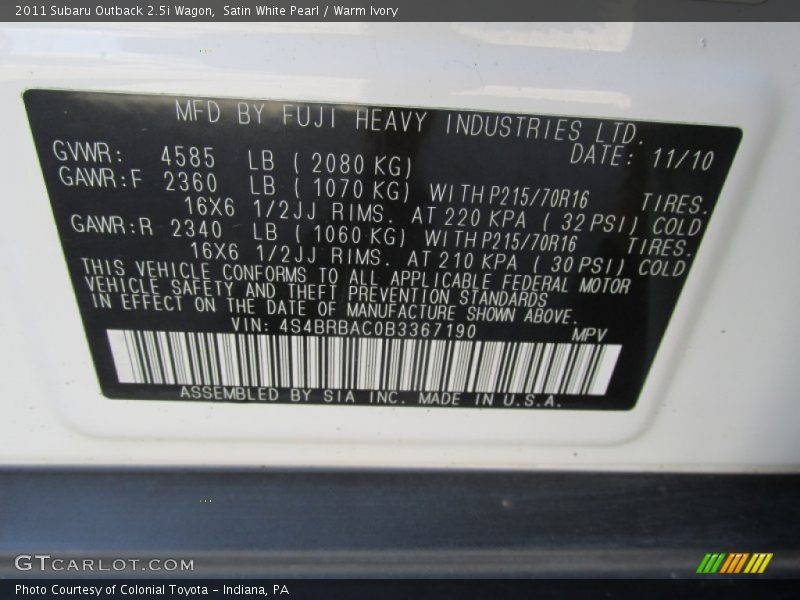 2011 Subaru Outback 2.5i Wagon, Satin White Pearl / Warm Ivory
MFD BY FUJI HEAVY INDUSTRIES LTD.
DATE: 11/10
GVWR: 4585 LB (2080 KG)
GAWR:F 2360 LB (1070 KG) WITH P215/70R16 TIRES.
16X6 1/2JJ RIMS. AT 220 KPA (32 PSI) COLD
GAWR:R 2340 LB (1060 KG) WITH P215/70R16 TIRES.
16X6 1/2JJ RIMS. AT 210 KPA (30 PSI) COLD
THIS VEHICLE CONFORMS TO ALL APPLICABLE FEDERAL MOTOR
VEHICLE SAFETY AND THEFT PREVENTION STANDARDS
IN EFFECT ON THE DATE OF MANUFACTURE SHOWN ABOVE.
VIN: 4S4BRBAC0B3367190 MPV
ASSEMBLED BY SIA INC. MADE IN U.S.A.
GTCARLOT.COM
Photo Courtesy of Colonial Toyota - Indiana, PA